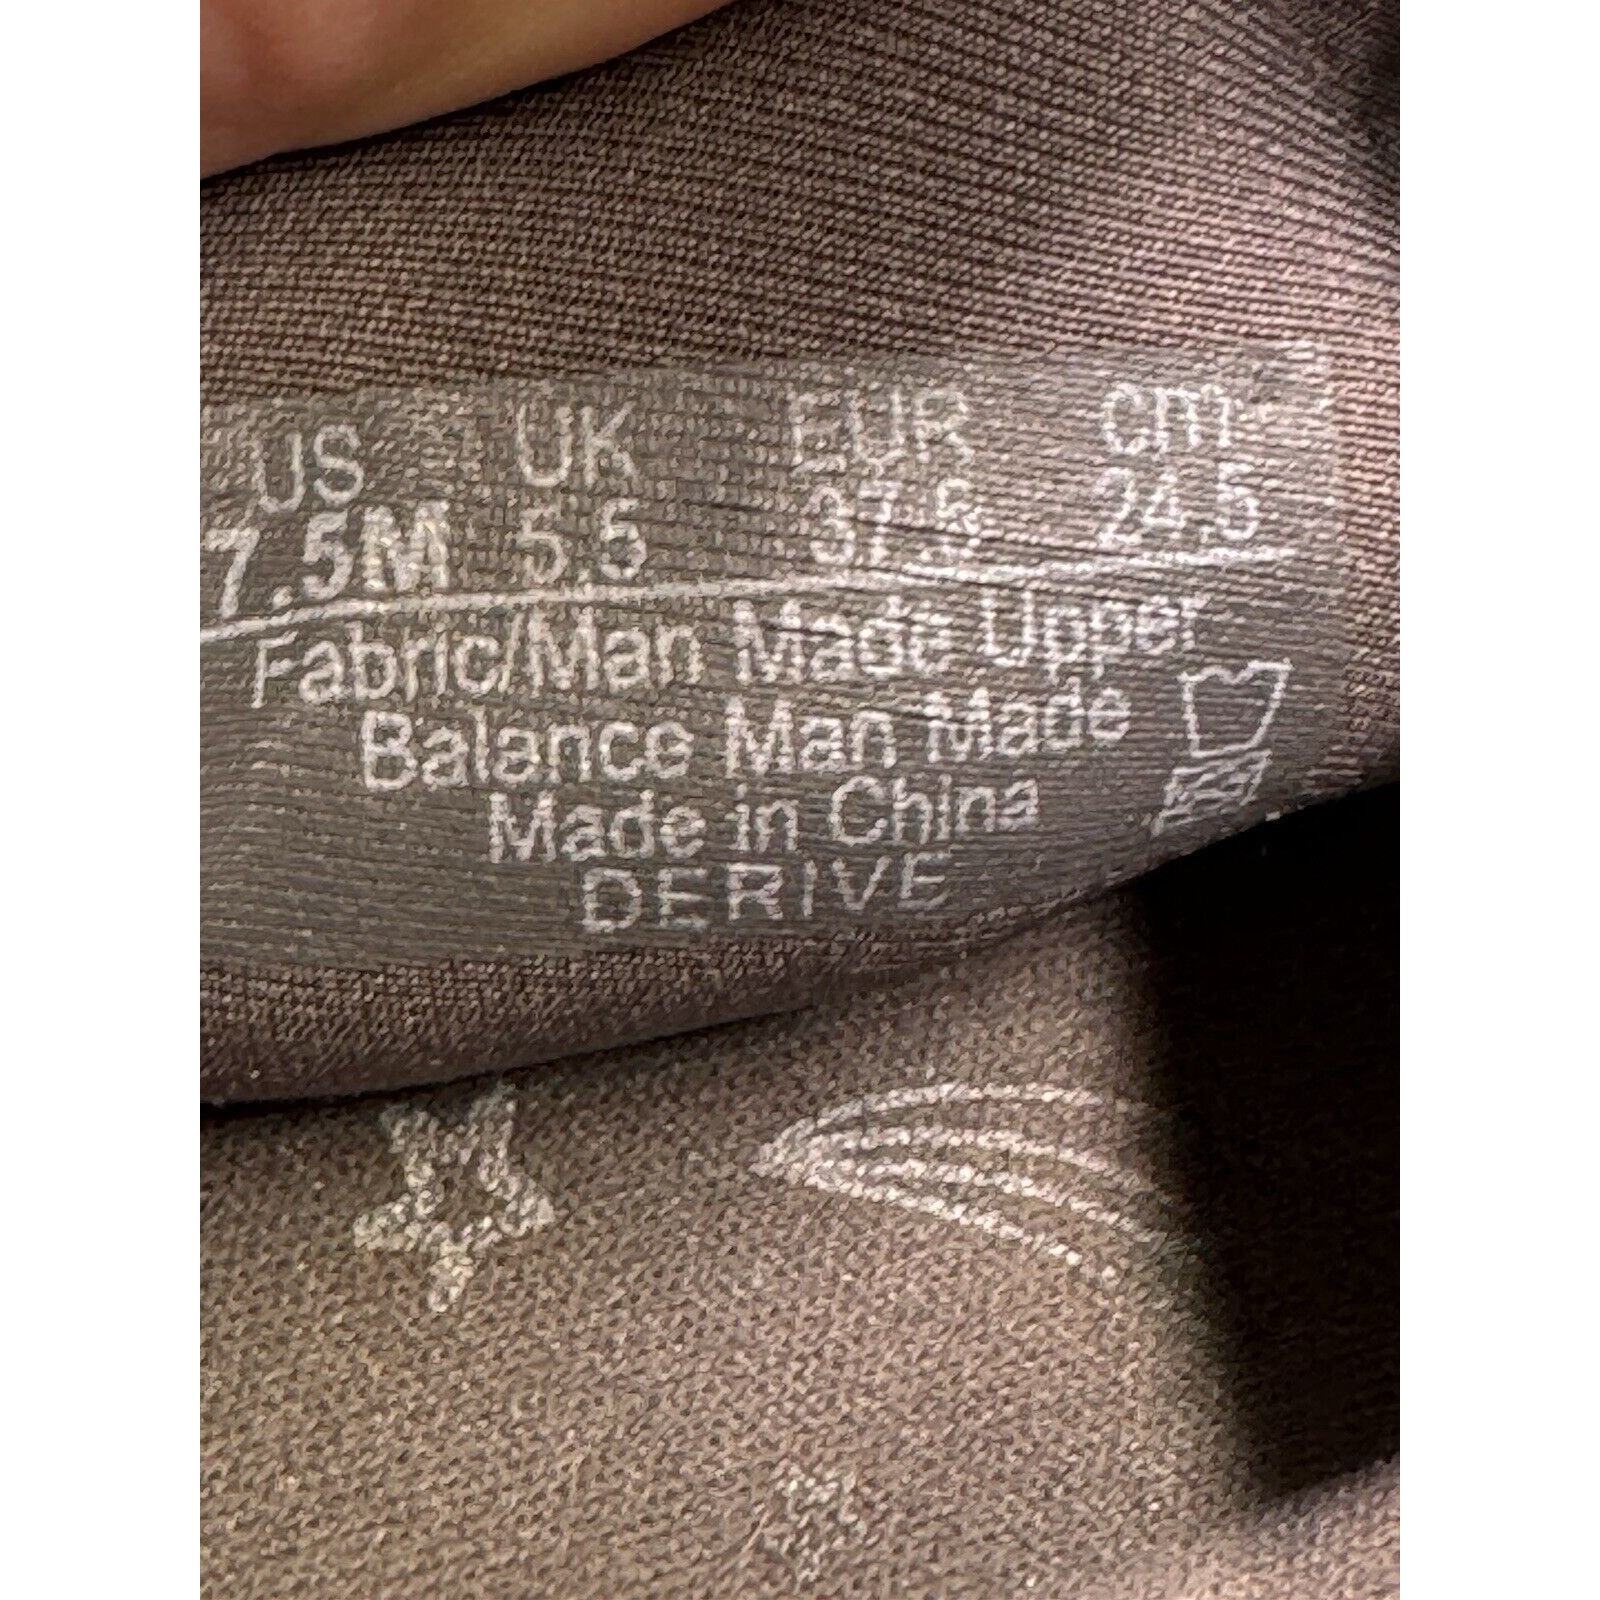 US UK EUR cm
7.5M 5.5 37.5 24.5
Fabric/Man Made Upper
Balance Man Made
Made in China
DERIVE